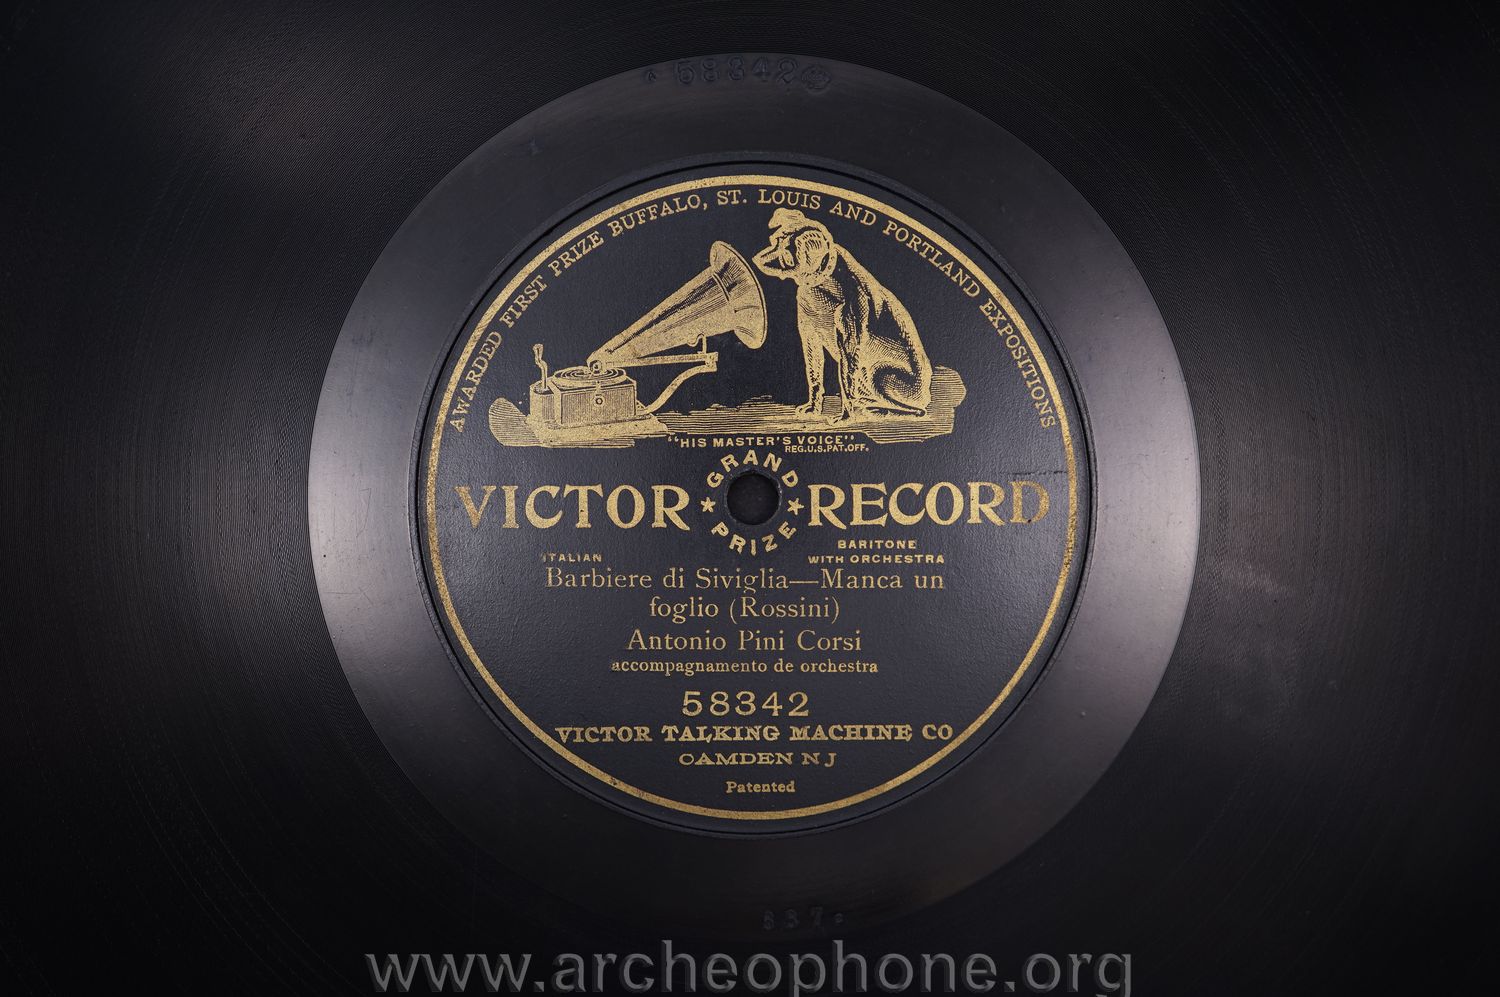 58342
AWARDED FIRST PRIZE BUFFALO, ST. LOUIS AND PORTLAND EXPOSITIONS
"HIS MASTER'S VOICE"
REG.U.S.PAT.OFF.
GRAND
VICTOR RECORD
PRIZE
ITALIAN
BARITONE
WITH ORCHESTRA
Barbiere di Siviglia—Manca un
foglio (Rossini)
Antonio Pini Corsi
accompagnamento de orchestra
58342
VICTOR TALKING MACHINE CO
CAMDEN N J
Patented
www.archeophone.org